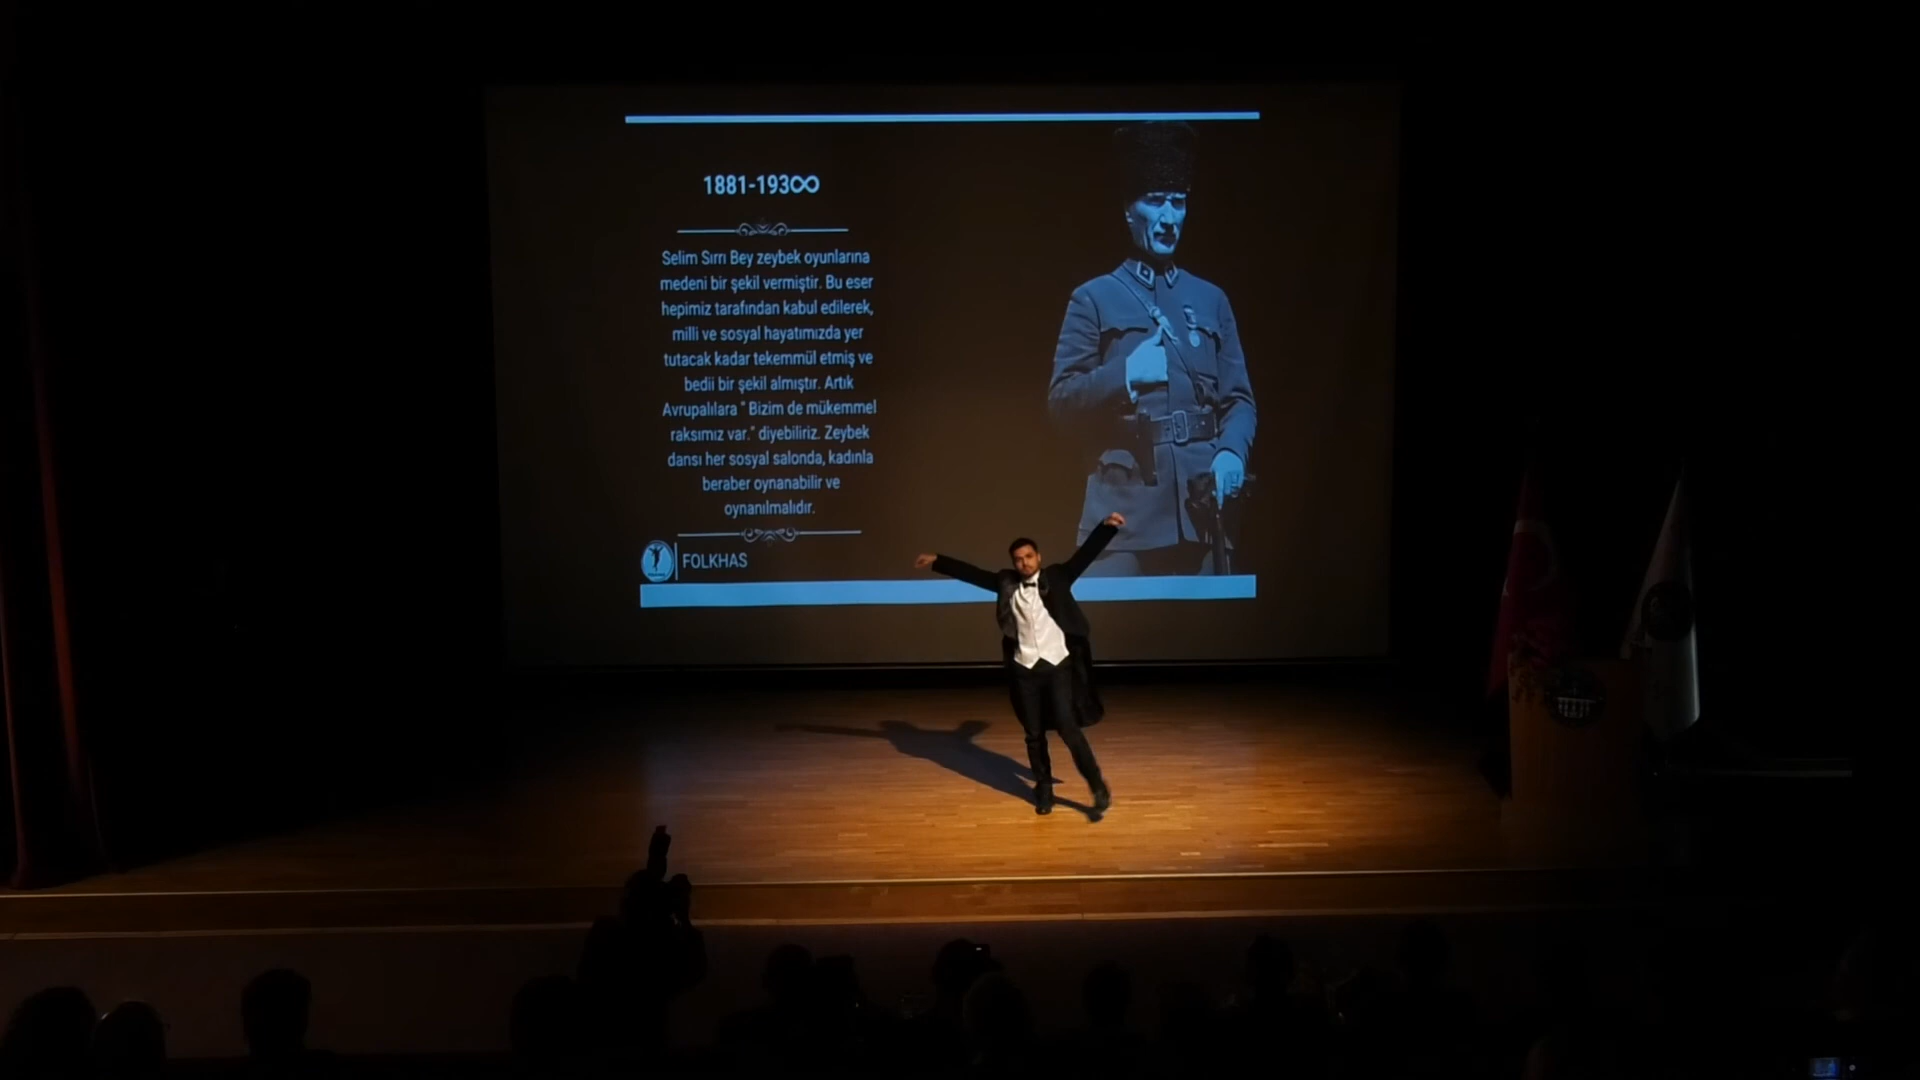 1881-193∞
Selim Sırrı Bey zeybek oyunlarına
medeni bir şekil vermiştir. Bu eser
hepimiz tarafından kabul edilerek,
milli ve sosyal hayatımızda yer
tutacak kadar tekemmül etmiş ve
bedii bir şekil almıştır. Artık
Avrupalılara " Bizim de mükemmel
raksımız var." diyebiliriz. Zeybek
dansı her sosyal salonda, kadınla
beraber oynanabilir ve
oynanılmalıdır.
FOLKHAS